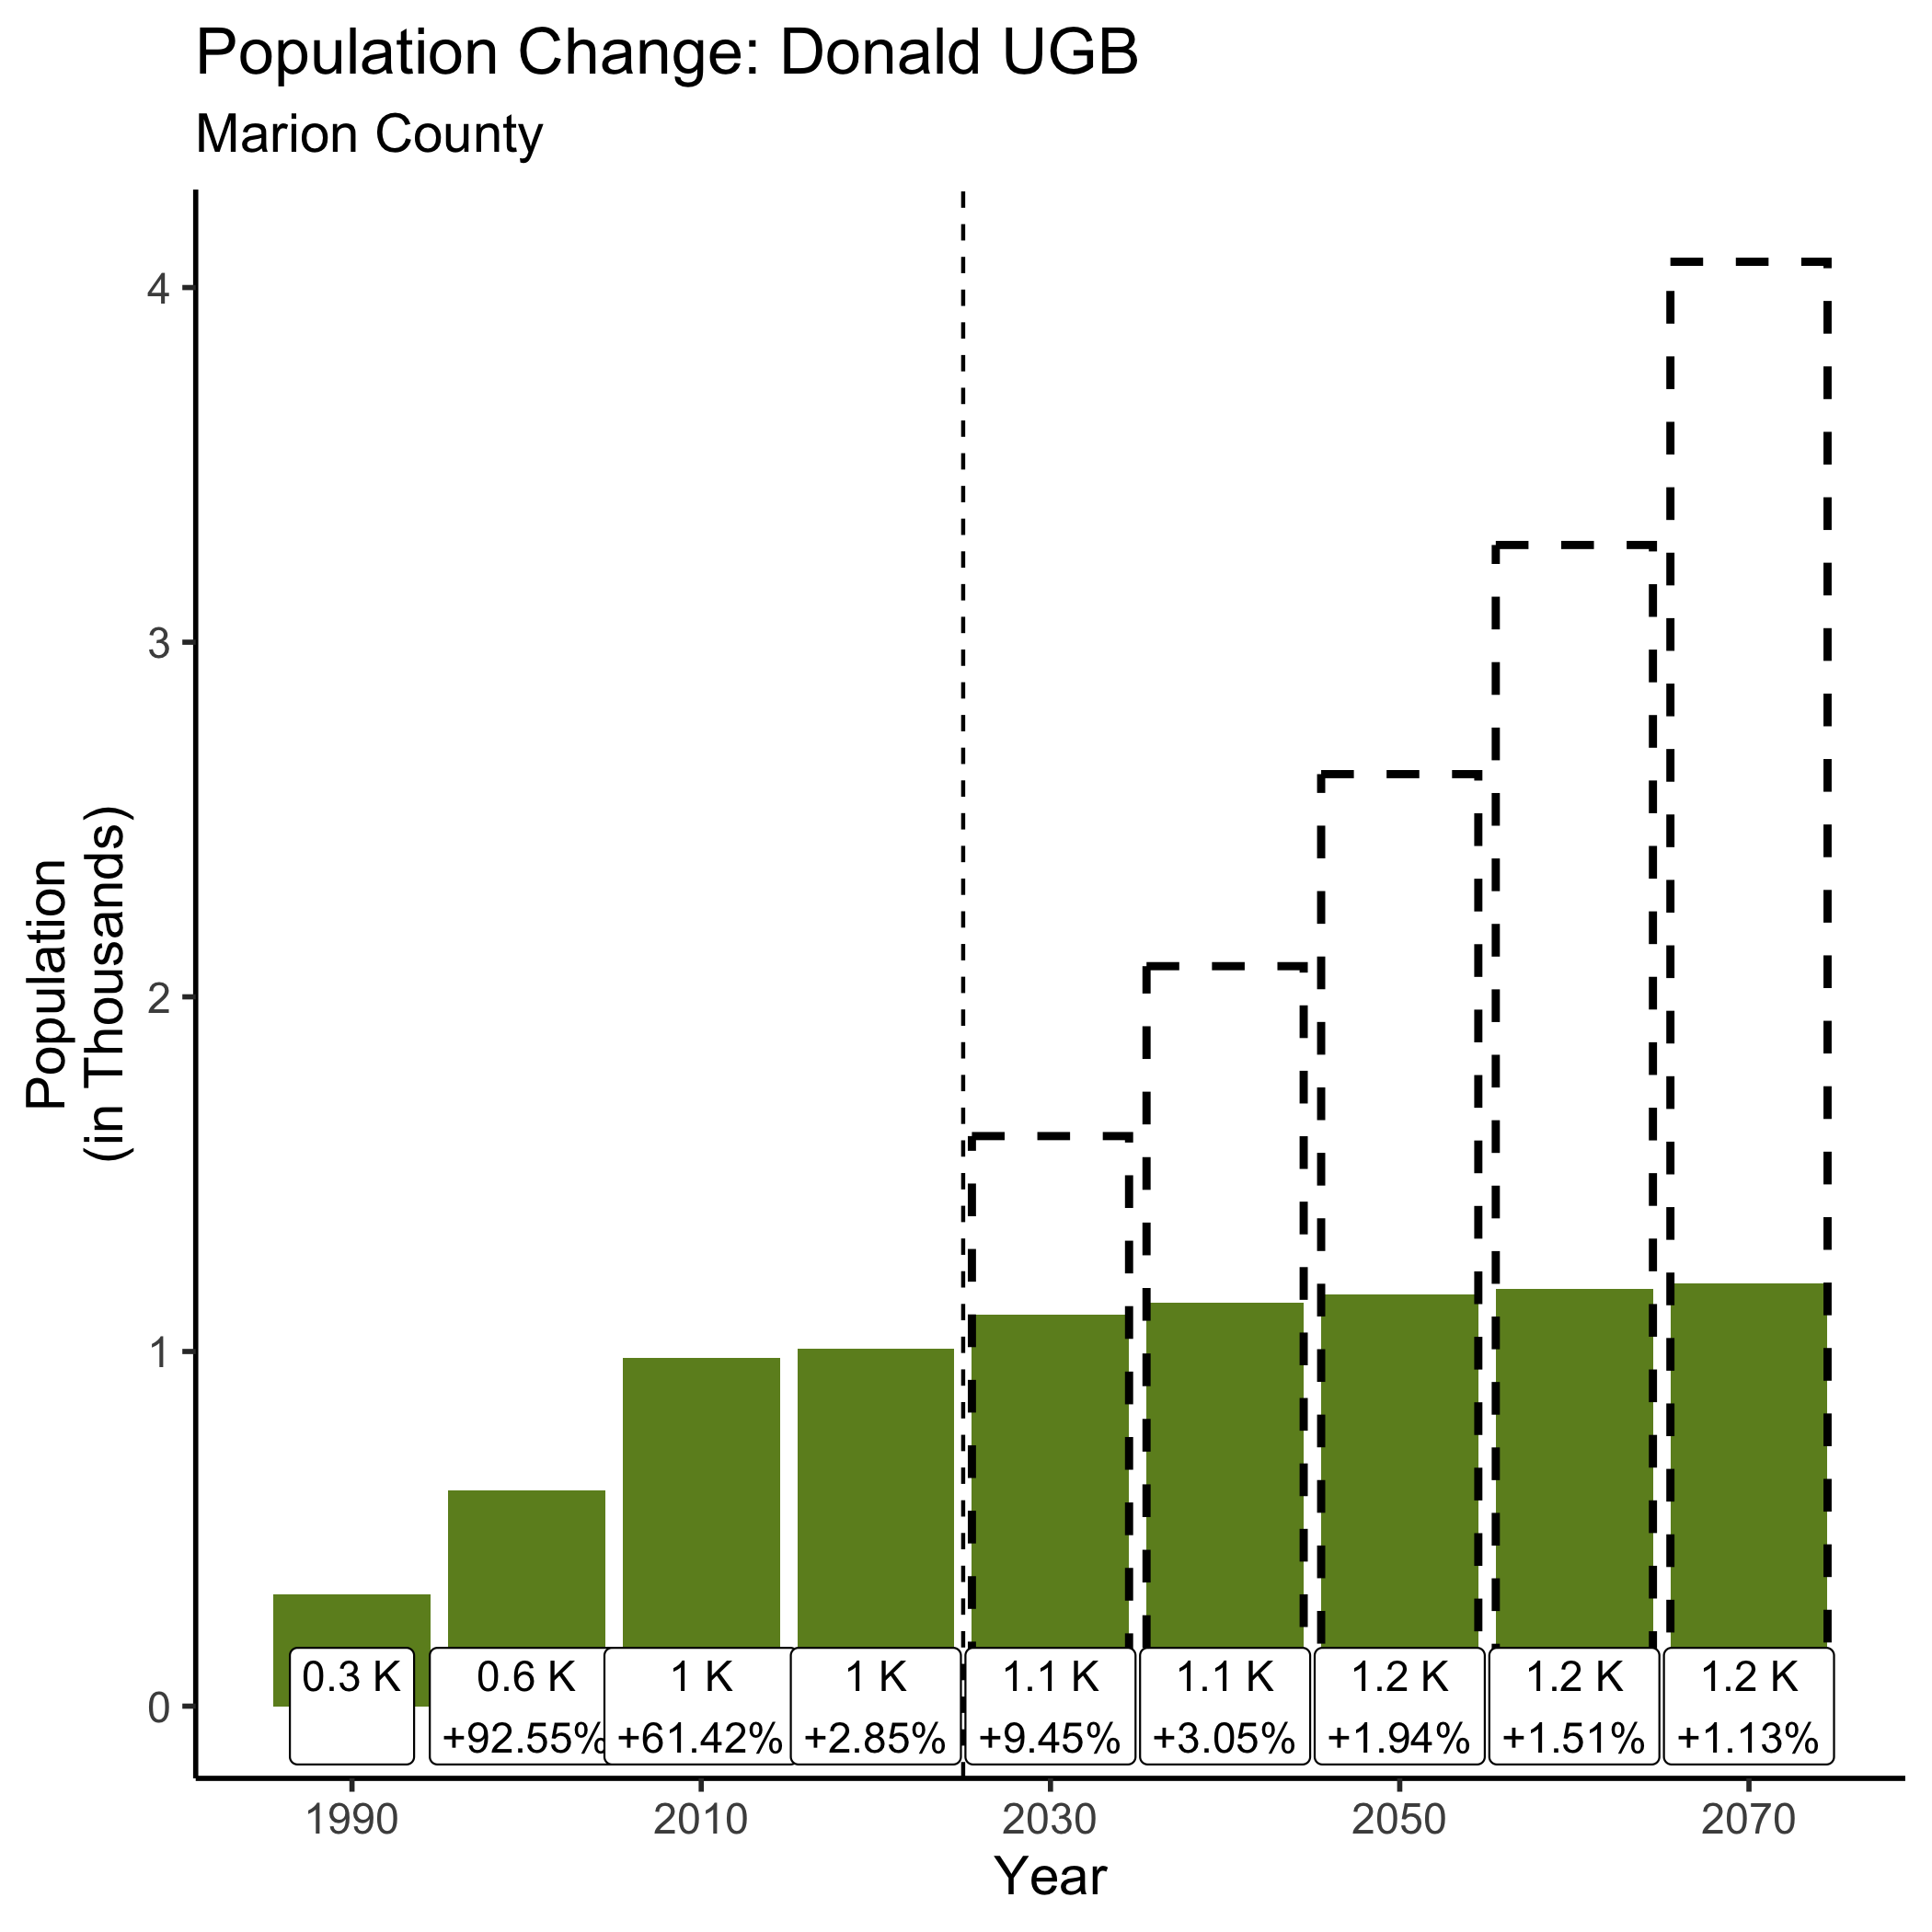 Population Change: Donald UGB
Marion County
Population
(in Thousands)
4
3
2
1
0
0.3 K
0.6 K
+92.55%
1 K
+61.42%
1 K
+2.85%
1.1 K
+9.45%
1.1 K
+3.05%
1.2 K
+1.94%
1.2 K
+1.51%
1.2 K
+1.13%
1990
2010
2030
2050
2070
Year